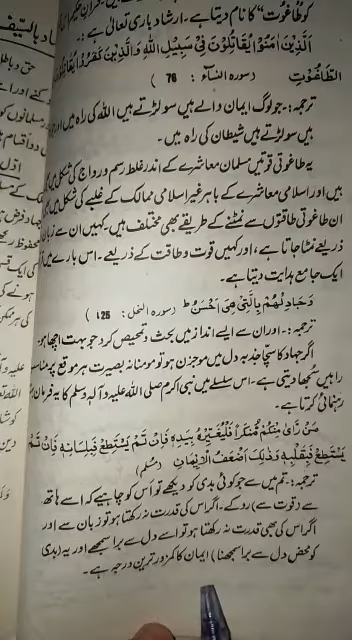 کو "طاغُوت" کا نام دیتا ہے۔ ارشاد باری تعالیٰ ہے :۔
اَلَّذِیْنَ اٰمَنُوْا یُقَاتِلُوْنَ فِیْ سَبِیْلِ اللّٰہِ وَالَّذِیْنَ کَفَرُوْا یُقَاتِلُوْنَ
الطَّاغُوْتِ (سورہ النساء : 76)
ترجمہ:۔ جو لوگ ایمان والے ہیں سو لڑتے ہیں اللہ کی راہ میں اور جو
ہیں سو لڑتے ہیں شیطان کی راہ میں۔
یہ طاغوتی قوتیں مسلمان معاشرے کے اندر غلط رسم و رواج کی شکل میں
ہیں اور اسلامی معاشرے کے باہر غیر اسلامی ممالک کے غلبے کی شکل میں
ان طاغوتی طاقتوں سے نمٹنے کے طریقے بھی مختلف ہیں۔ کہیں ان سے زبان
ذریعے نمٹا جاتا ہے، اور کہیں قوت و طاقت کے ذریعے۔ اس بارے میں
ایک جامع ہدایت دیتا ہے۔
وَجَادِلْهُمْ بِالَّتِیْ هِیَ اَحْسَنُ ط (سورہ النحل : 125)
ترجمہ:۔ اور ان سے ایسے انداز میں بحث و تمحیص کرو جو بہت اچھا ہو۔
اگر جہاد کا سچّا جذبہ دل میں موجزن ہو تو مومنانہ بصیرت ہر موقع پر مناسب
راہیں سُجھا دیتی ہے۔ اس سلسلے میں نبی اکرم صلی اللہ علیہ وآلہ وسلم کا یہ فرمان
رہنمائی کرتا ہے۔
مَنْ رَّاٰی مِنْکُمْ مُّنْکَرًا فَلْیُغَیِّرْهُ بِیَدِهٖ فَاِنْ لَّمْ یَسْتَطِعْ فَبِلِسَانِهٖ فَاِنْ لَّمْ
یَسْتَطِعْ فَبِقَلْبِهٖ وَذٰلِکَ اَضْعَفُ الْاِیْمَانِ (مسلم)
ترجمہ:۔ تم میں سے جو کوئی بدی کو دیکھے تو اُس کو چاہیے کہ اسے ہاتھ
سے (قوت سے) روکے۔ اگر اس کی قدرت نہ رکھتا ہو تو زبان سے اور
اگر اس کی بھی قدرت نہ رکھتا ہو تو اسے دل سے برا سمجھے اور یہ (بدی
کو محض دل سے برا سمجھنا) ایمان کا کمزور ترین درجہ ہے۔